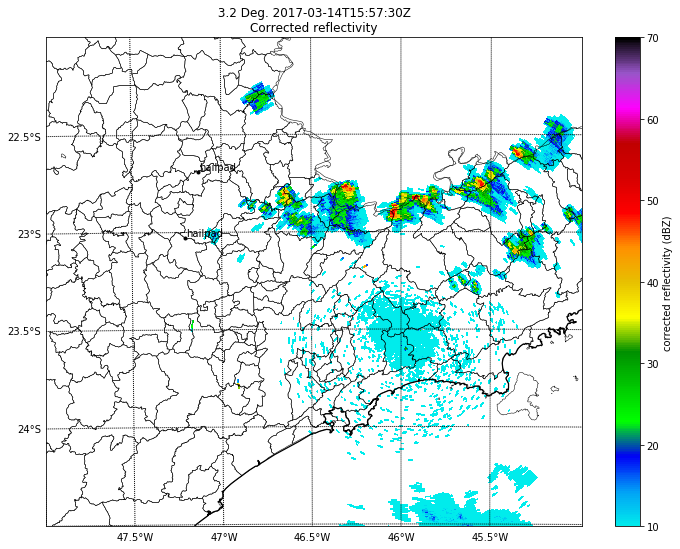 3.2 Deg. 2017-03-14T15:57:30Z
Corrected reflectivity
22.5°S
23°S
23.5°S
24°S
47.5°W
47°W
46.5°W
46°W
45.5°W
hailpad
hailpad
70
60
50
40
30
20
10
corrected reflectivity (dBZ)